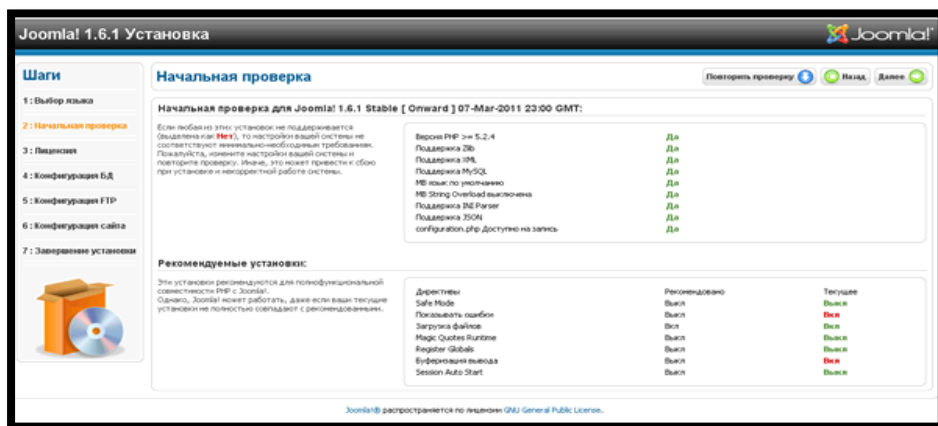 Joomla! 1.6.1 Установка
Joomla!
Шаги
1 : Выбор языка
2 : Начальная проверка
3 : Лицензия
4 : Конфигурация БД
5 : Конфигурация FTP
6 : Конфигурация сайта
7 : Завершение установки
Начальная проверка
Повторить проверку
Назад
Далее
Начальная проверка для Joomla! 1.6.1 Stable [ Onward ] 07-Mar-2011 23:00 GMT:
Если любая из этих установок не поддерживается
(выделена как Нет), то настройки вашей системы не
соответствуют минимально-необходимым требованиям.
Пожалуйста, измените настройки вашей системы и
повторите проверку. Иначе, это может привести к сбою
при установке и некорректной работе системы.
Версия PHP >= 5.2.4 Да
Поддержка Zlib Да
Поддержка XML Да
Поддержка MySQL Да
MB язык по умолчанию Да
MB String Overload выключена Да
Поддержка INI Parser Да
Поддержка JSON Да
configuration.php Доступно на запись Да
Рекомендуемые установки:
Эти установки рекомендуются для полнофункциональной
совместимости PHP с Joomla!.
Однако, Joomla! может работать, даже если ваши текущие
установки не полностью совпадают с рекомендованными.
Директивы Рекомендовано Текущее
Safe Mode Выкл Выкл
Показывать ошибки Выкл Вкл
Загрузка файлов Вкл Вкл
Magic Quotes Runtime Выкл Выкл
Register Globals Выкл Выкл
Буферизация вывода Выкл Вкл
Session Auto Start Выкл Выкл
Joomla!® распространяется по лицензии GNU General Public License.